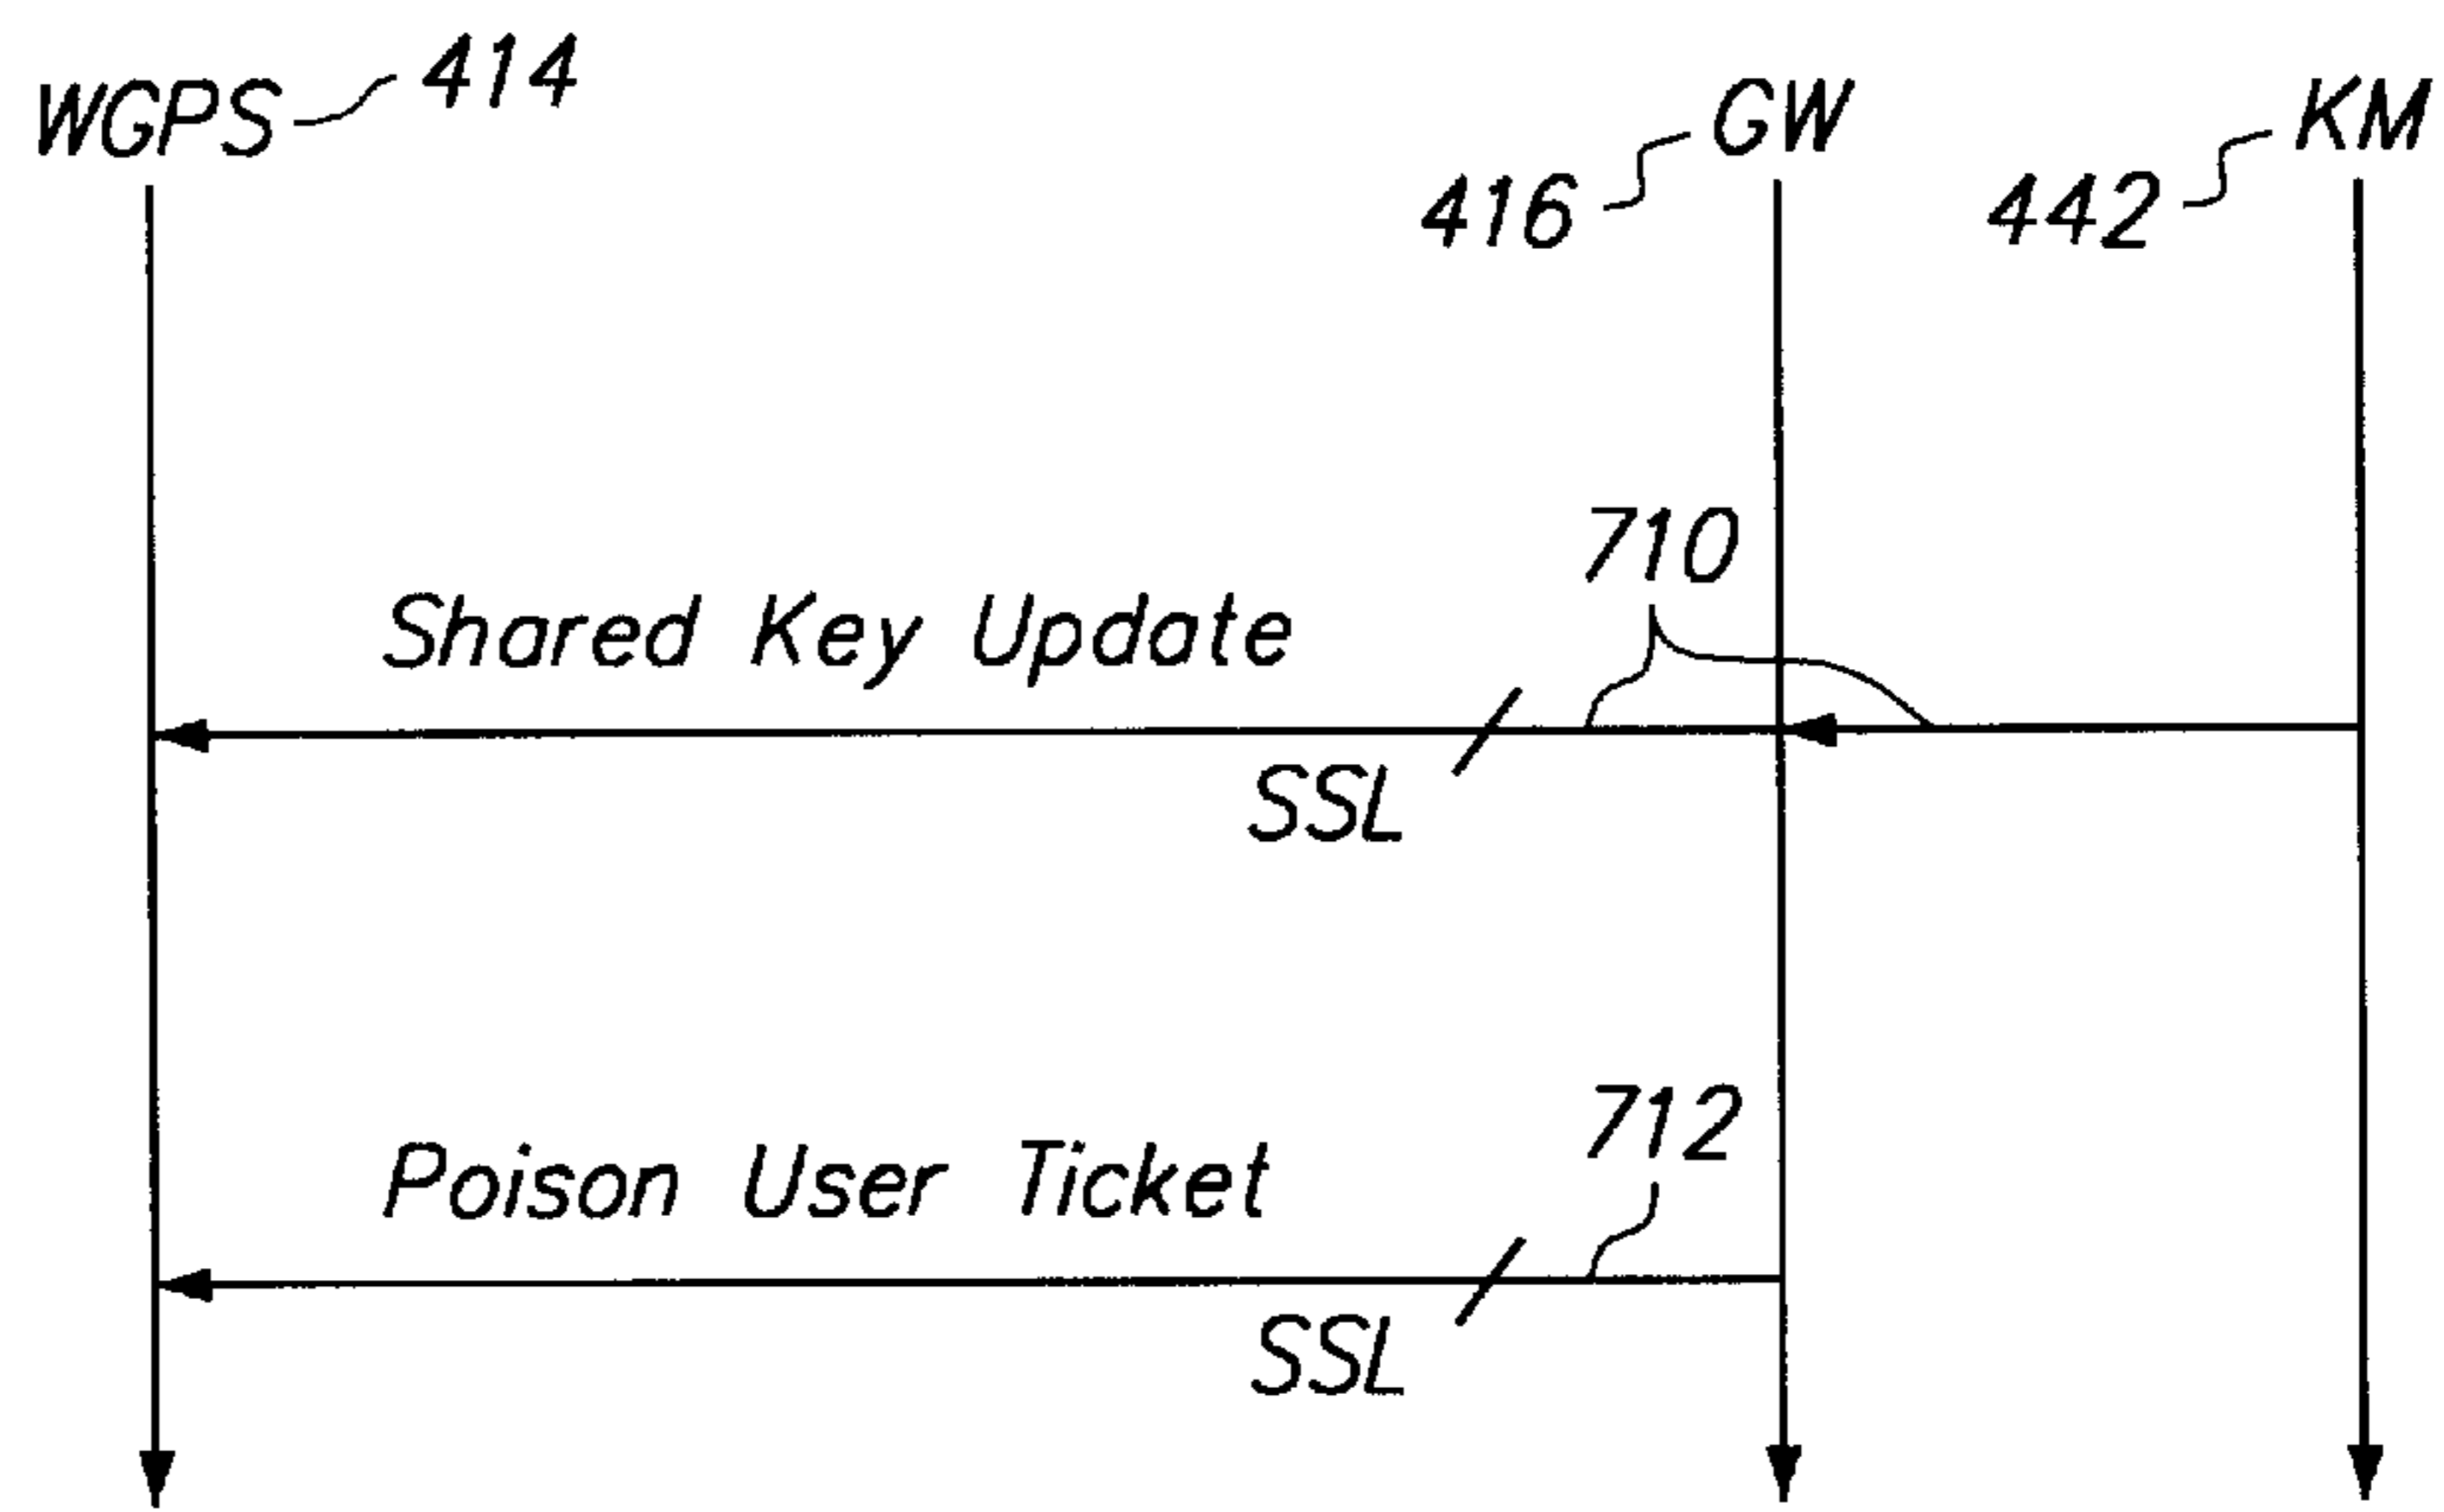 WGPS 414 GW KM
416 442
710
Shared Key Update
SSL
712
Poison User Ticket
SSL